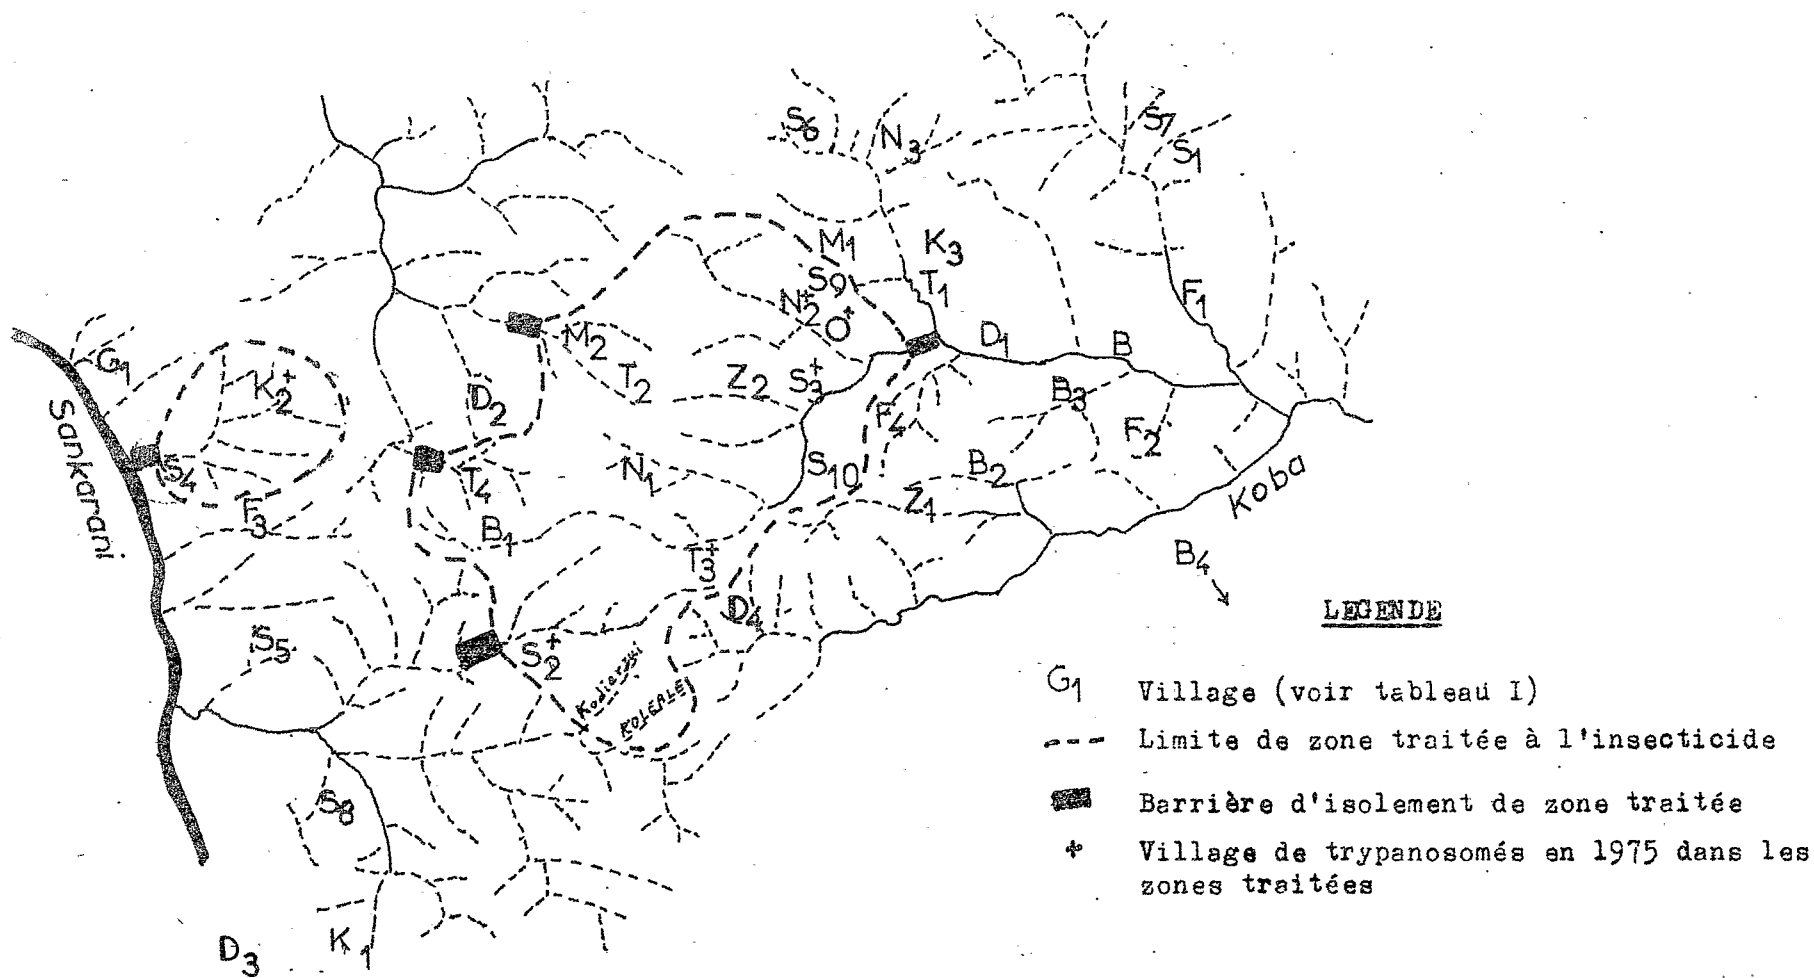 S7
S6
N3
S1
M1
K3
S9
T1
N2+
O+
F1
M2
D1
B
G1
K2+
T2
Z2
S3+
D2
B3
F4
F2
Sankarani
S4
T4
N1
S10
B2
F3
Z1
Koba
B1
B4
T3+
D4
LEGENDE
S5
S2+
KOLENLE
G1 Village (voir tableau I)
Limite de zone traitée à l'insecticide
S8
Barrière d'isolement de zone traitée
Village de trypanosomés en 1975 dans les
zones traitées
D3
K1